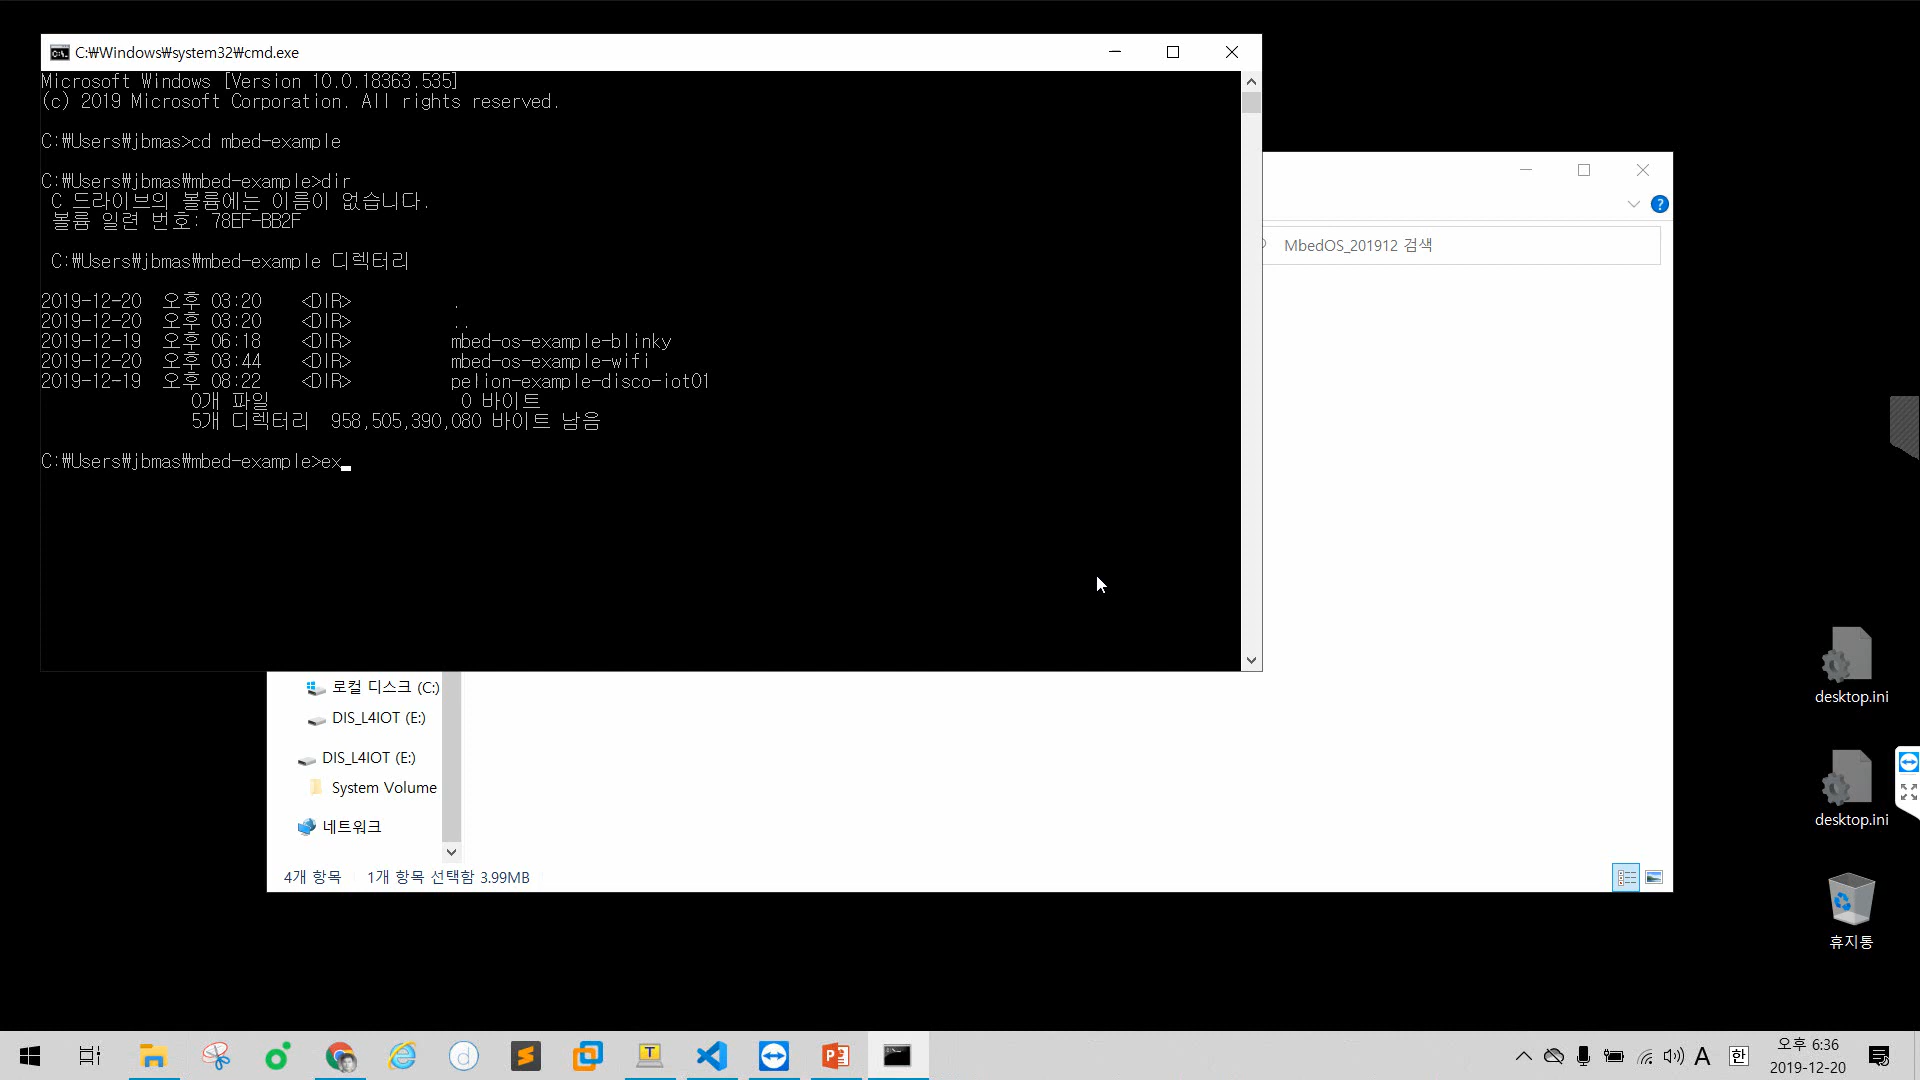 C:₩Windows₩system32₩cmd.exe
Microsoft Windows [Version 10.0.18363.535]
(c) 2019 Microsoft Corporation. All rights reserved.
C:₩Users₩jbmas>cd mbed-example
C:₩Users₩jbmas₩mbed-example>dir
C 드라이브의 볼륨에는 이름이 없습니다.
볼륨 일련 번호: 78EF-BB2F
C:₩Users₩jbmas₩mbed-example 디렉터리
2019-12-20 오후 03:20 <DIR> .
2019-12-20 오후 03:20 <DIR> ..
2019-12-19 오후 06:18 <DIR> mbed-os-example-blinky
2019-12-20 오후 03:44 <DIR> mbed-os-example-wifi
2019-12-19 오후 08:22 <DIR> pelion-example-disco-iot01
0개 파일 0 바이트
5개 디렉터리 958,505,390,080 바이트 남음
C:₩Users₩jbmas₩mbed-example>ex
MbedOS_201912 검색
로컬 디스크 (C:)
DIS_L4IOT (E:)
DIS_L4IOT (E:)
System Volume
네트워크
4개 항목 1개 항목 선택함 3.99MB
desktop.ini
desktop.ini
휴지통
A 한 오후 6:36
2019-12-20